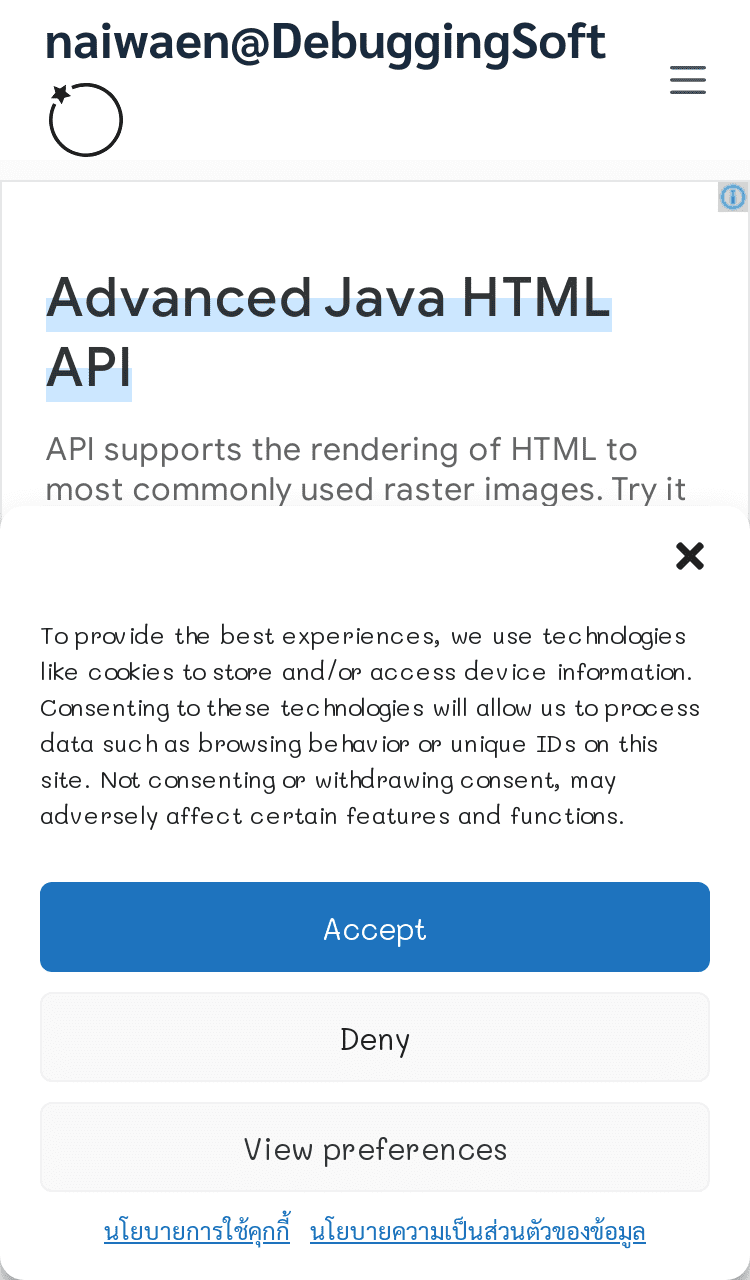 naiwaen@DebuggingSoft
Advanced Java HTML
API
API supports the rendering of HTML to
most commonly used raster images. Try it
To provide the best experiences, we use technologies
like cookies to store and/or access device information.
Consenting to these technologies will allow us to process
data such as browsing behavior or unique IDs on this
site. Not consenting or withdrawing consent, may
adversely affect certain features and functions.
Accept
Deny
View preferences
นโยบายการใช้คุกกี้ นโยบายความเป็นส่วนตัวของข้อมูล